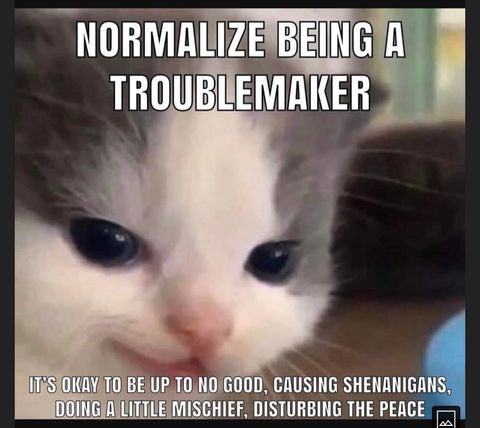 NORMALIZE BEING A
TROUBLEMAKER
IT'S OKAY TO BE UP TO NO GOOD, CAUSING SHENANIGANS,
DOING A LITTLE MISCHIEF, DISTURBING THE PEACE